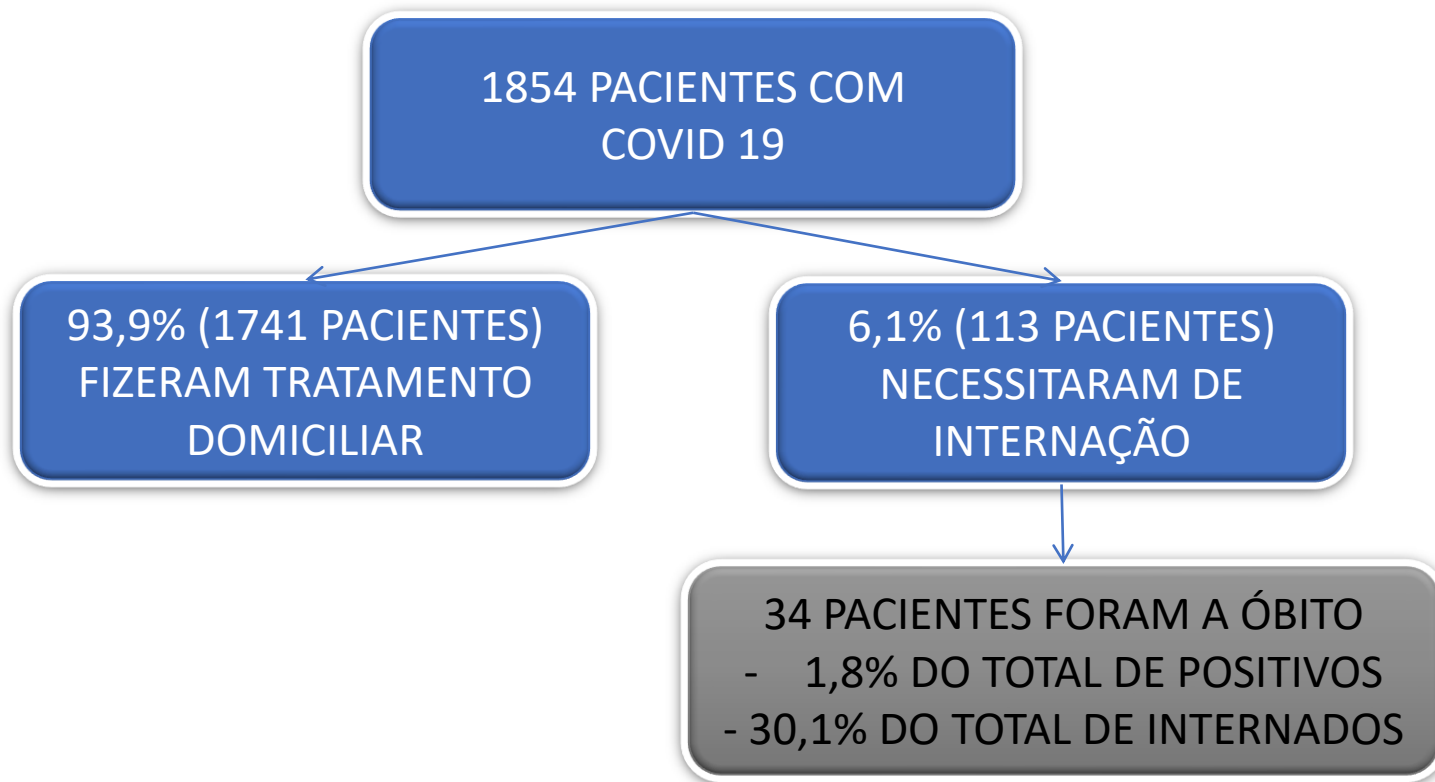 1854 PACIENTES COM
COVID 19
93,9% (1741 PACIENTES)
FIZERAM TRATAMENTO
DOMICILIAR
6,1% (113 PACIENTES)
NECESSITARAM DE
INTERNAÇÃO
34 PACIENTES FORAM A ÓBITO
- 1,8% DO TOTAL DE POSITIVOS
- 30,1% DO TOTAL DE INTERNADOS